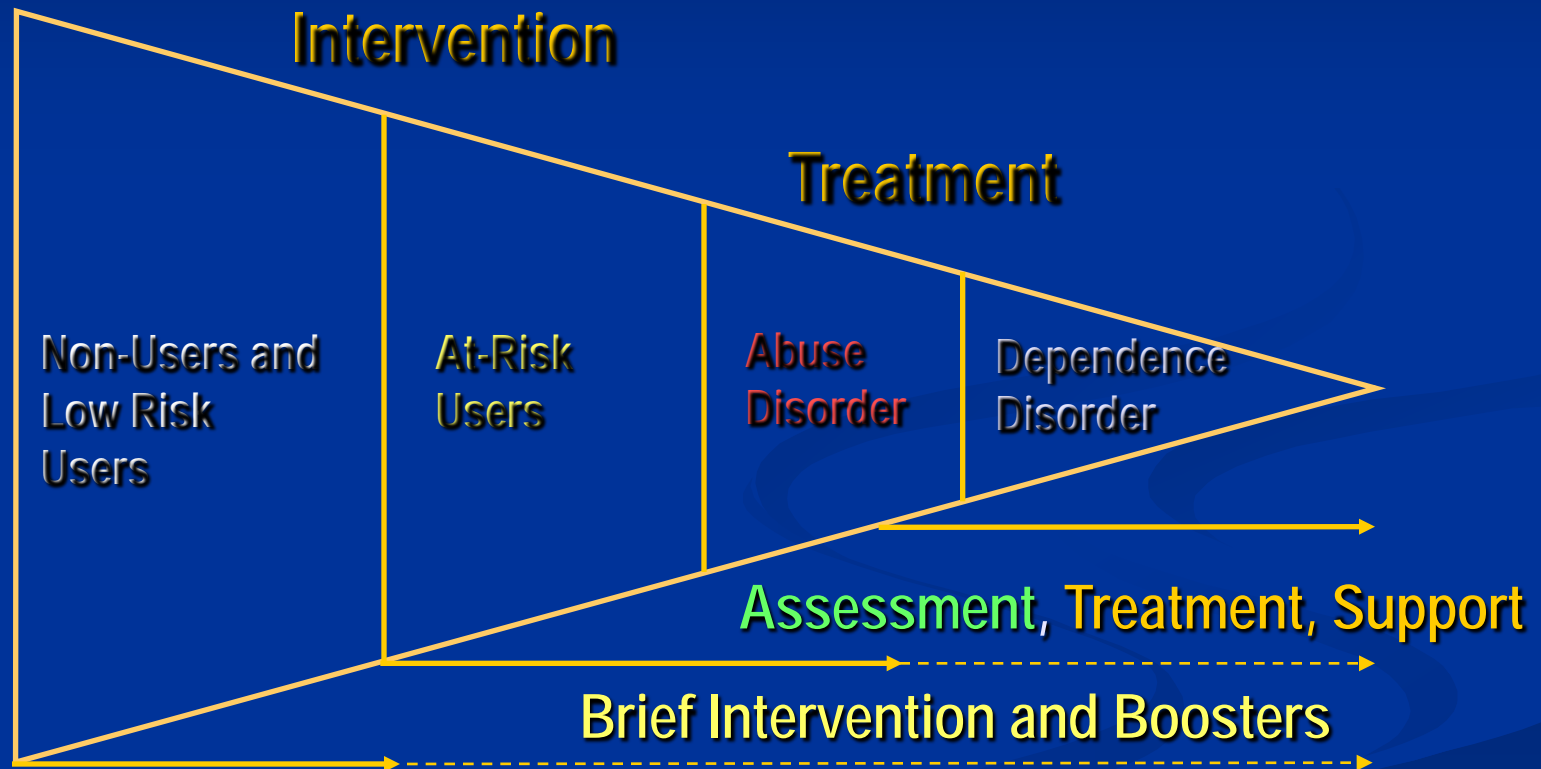 Intervention
Treatment
Non-Users and
Low Risk
Users
At-Risk
Users
Abuse
Disorder
Dependence
Disorder
Assessment, Treatment, Support
Brief Intervention and Boosters